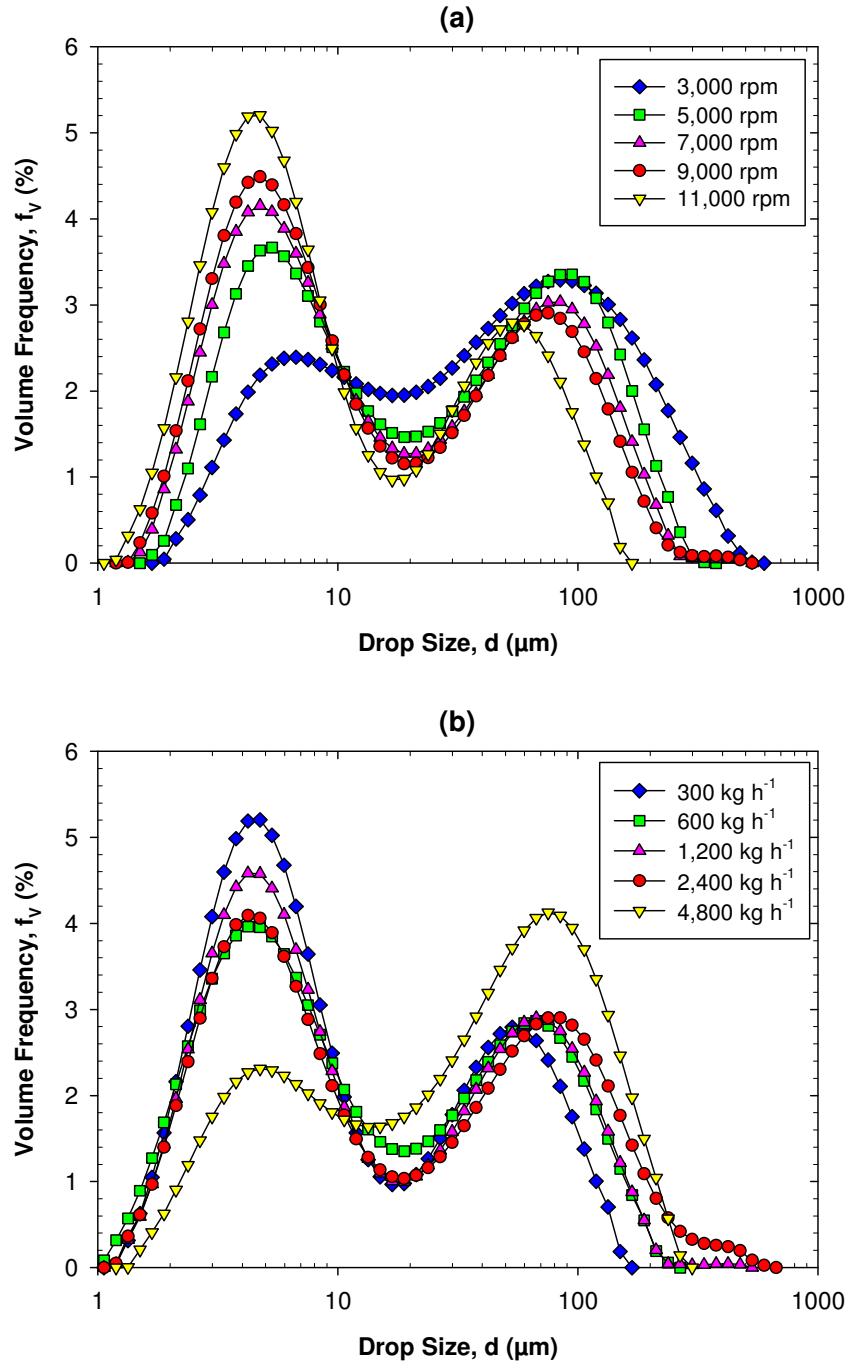 (a)
6
5
4
3
2
1
0
Volume Frequency, fV (%)
3,000 rpm
5,000 rpm
7,000 rpm
9,000 rpm
11,000 rpm
1 10 100 1000
Drop Size, d (µm)
(b)
6
5
4
3
2
1
0
Volume Frequency, fV (%)
300 kg h-1
600 kg h-1
1,200 kg h-1
2,400 kg h-1
4,800 kg h-1
1 10 100 1000
Drop Size, d (µm)